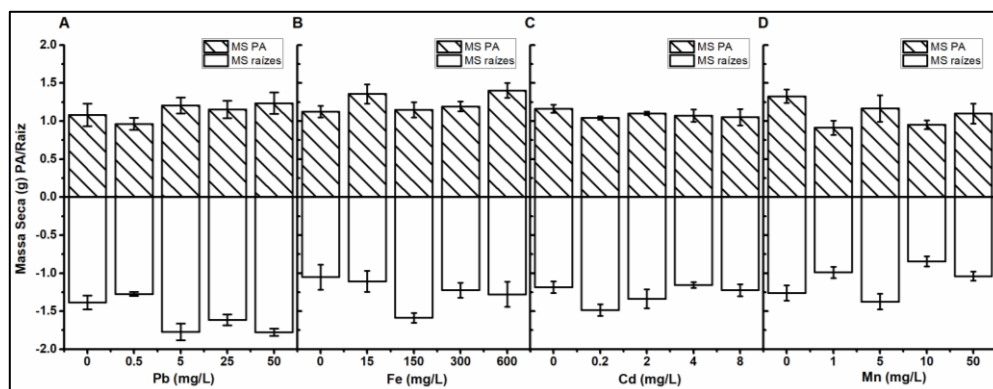 A
B
C
D
MS PA
MS raízes
MS PA
MS raízes
MS PA
MS raízes
MS PA
MS raízes
Massa Seca (g) PA/Raiz
2.0
1.5
1.0
0.5
0.0
-0.5
-1.0
-1.5
-2.0
0 0.5 5 25 50
0 15 150 300 600
0 0.2 2 4 8
0 1 5 10 50
Pb (mg/L)
Fe (mg/L)
Cd (mg/L)
Mn (mg/L)